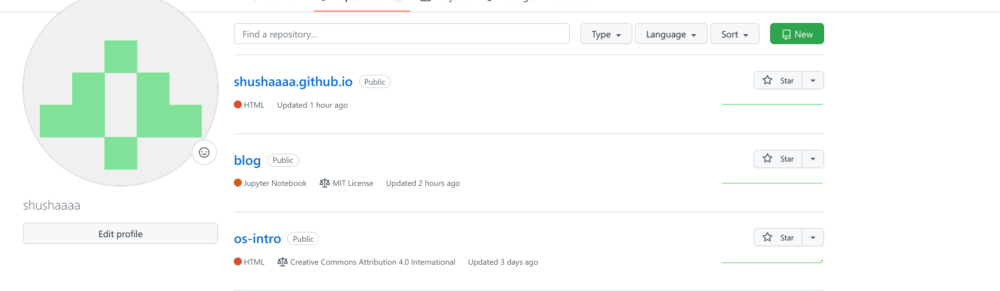 Find a repository...
Type
Language
Sort
New
shushaaaa.github.io Public
Star
HTML Updated 1 hour ago
blog Public
Star
Jupyter Notebook MIT License Updated 2 hours ago
shushaaaa
Edit profile
os-intro Public
Star
HTML Creative Commons Attribution 4.0 International Updated 3 days ago